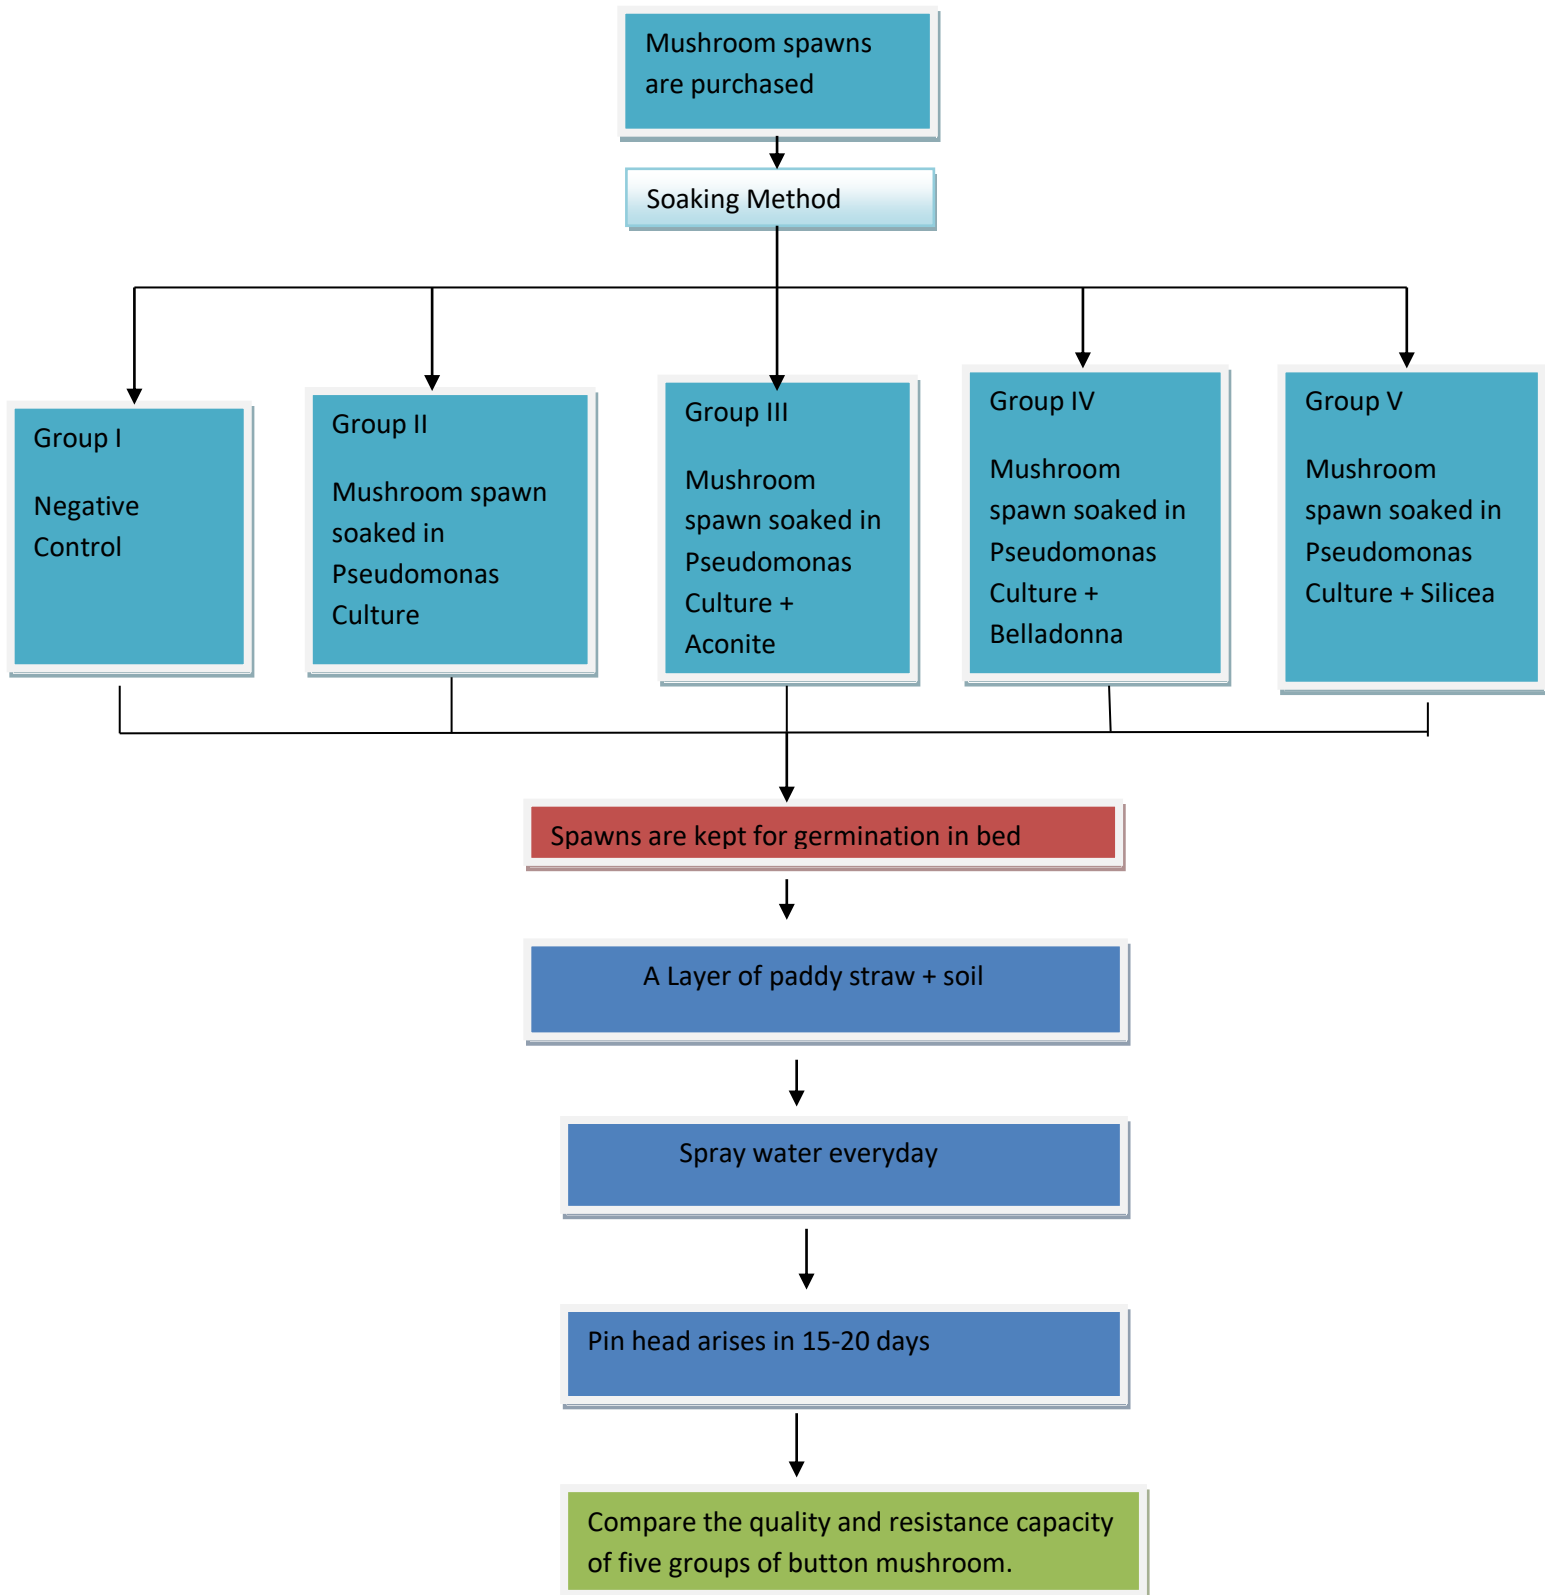 Mushroom spawns
are purchased
Soaking Method
Group I
Negative
Control
Group II
Mushroom spawn
soaked in
Pseudomonas
Culture
Group III
Mushroom
spawn soaked in
Pseudomonas
Culture +
Aconite
Group IV
Mushroom
spawn soaked in
Pseudomonas
Culture +
Belladonna
Group V
Mushroom
spawn soaked in
Pseudomonas
Culture + Silicea
Spawns are kept for germination in bed
A Layer of paddy straw + soil
Spray water everyday
Pin head arises in 15-20 days
Compare the quality and resistance capacity
of five groups of button mushroom.